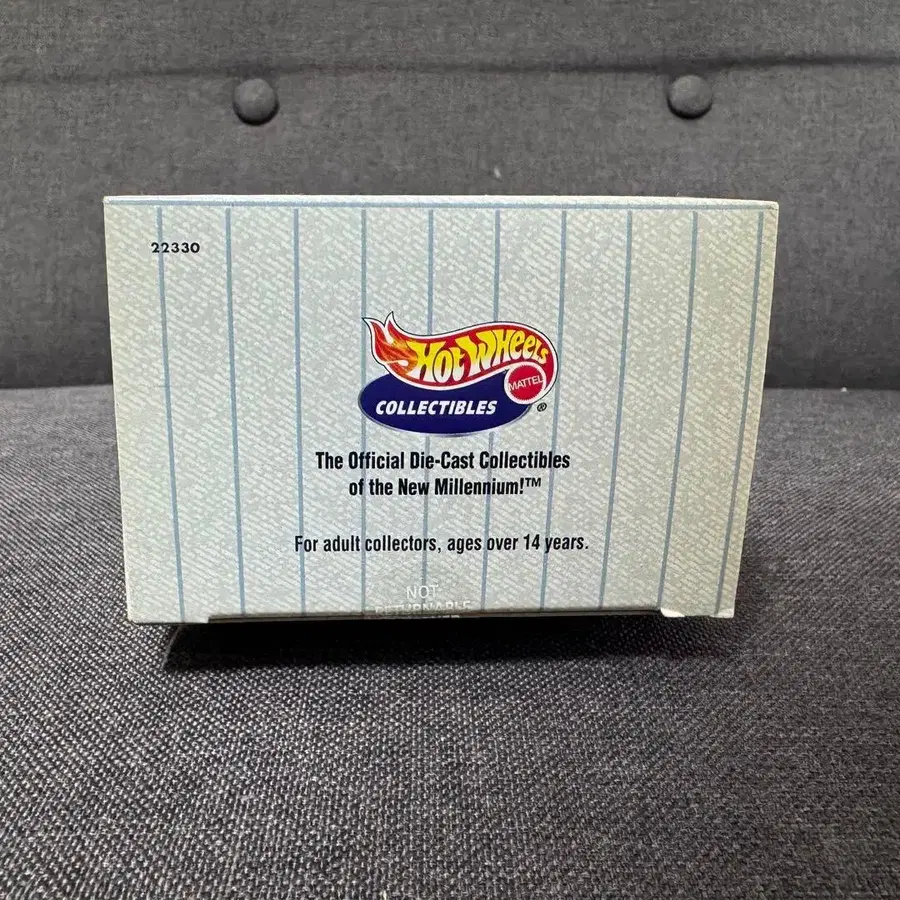 22330
Hot Wheels
MATTEL
COLLECTIBLES ®
The Official Die-Cast Collectibles
of the New Millennium!™
For adult collectors, ages over 14 years.
NOT
RETURNABLE